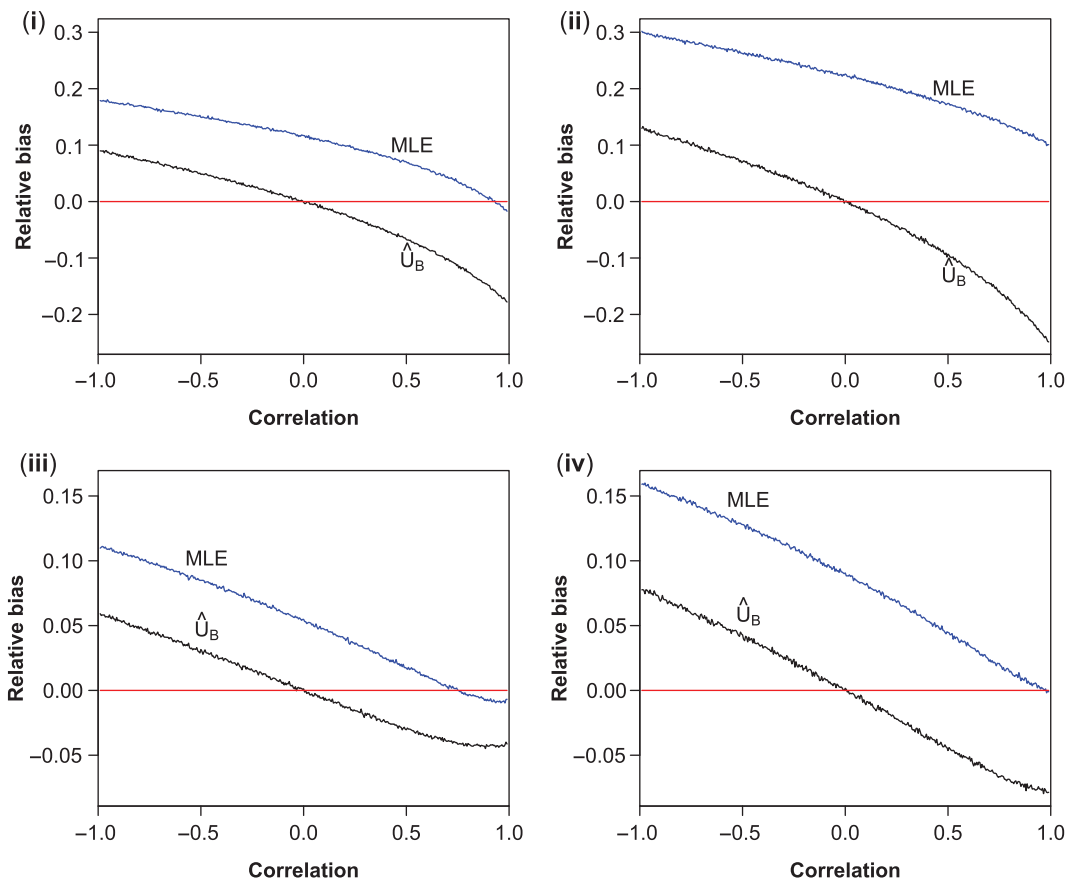 (i)
0.3
0.2
0.1
0.0
–0.1
–0.2
Relative bias
MLE
Û_B
–1.0 –0.5 0.0 0.5 1.0
Correlation
(ii)
0.3
0.2
0.1
0.0
–0.1
–0.2
Relative bias
MLE
Û_B
–1.0 –0.5 0.0 0.5 1.0
Correlation
(iii)
0.15
0.10
0.05
0.00
–0.05
Relative bias
MLE
Û_B
–1.0 –0.5 0.0 0.5 1.0
Correlation
(iv)
0.15
0.10
0.05
0.00
–0.05
Relative bias
MLE
Û_B
–1.0 –0.5 0.0 0.5 1.0
Correlation